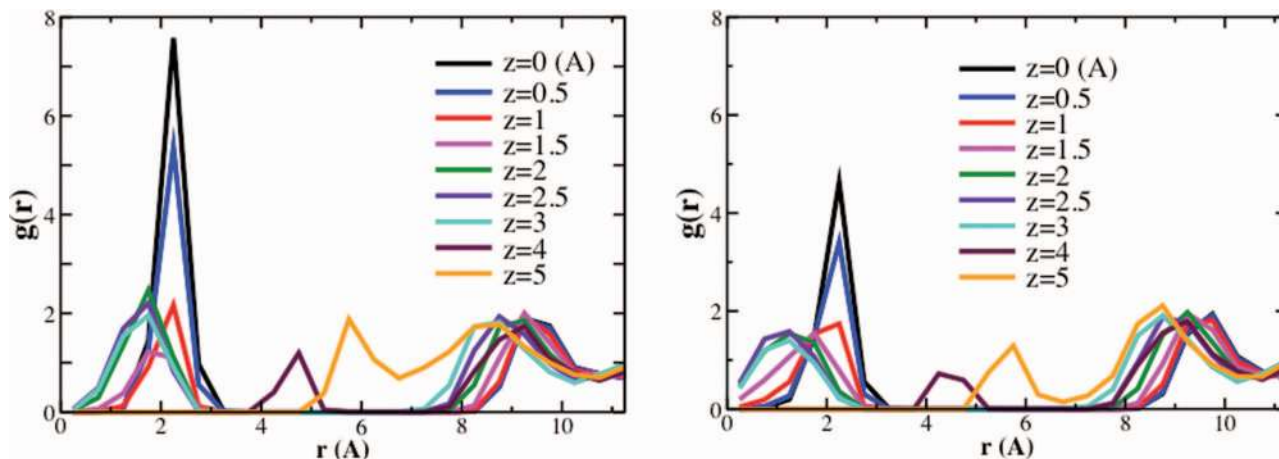 8
6
4
2
0
g(r)
0 2 4 6 8 10
r (A)
z=0 (A)
z=0.5
z=1
z=1.5
z=2
z=2.5
z=3
z=4
z=5
8
6
4
2
0
g(r)
0 2 4 6 8 10
r (A)
z=0 (A)
z=0.5
z=1
z=1.5
z=2
z=2.5
z=3
z=4
z=5